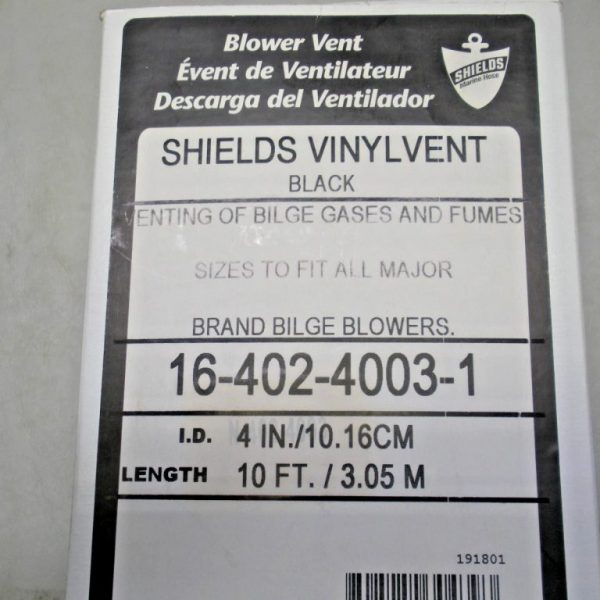 Blower Vent
Évent de Ventilateur
Descarga del Ventilador
SHIELDS
Marine Hose
SHIELDS VINYLVENT
BLACK
ENTING OF BILGE GASES AND FUMES
SIZES TO FIT ALL MAJOR
BRAND BILGE BLOWERS.
16-402-4003-1
I.D. 4 IN./10.16CM
LENGTH 10 FT. / 3.05 M
191801